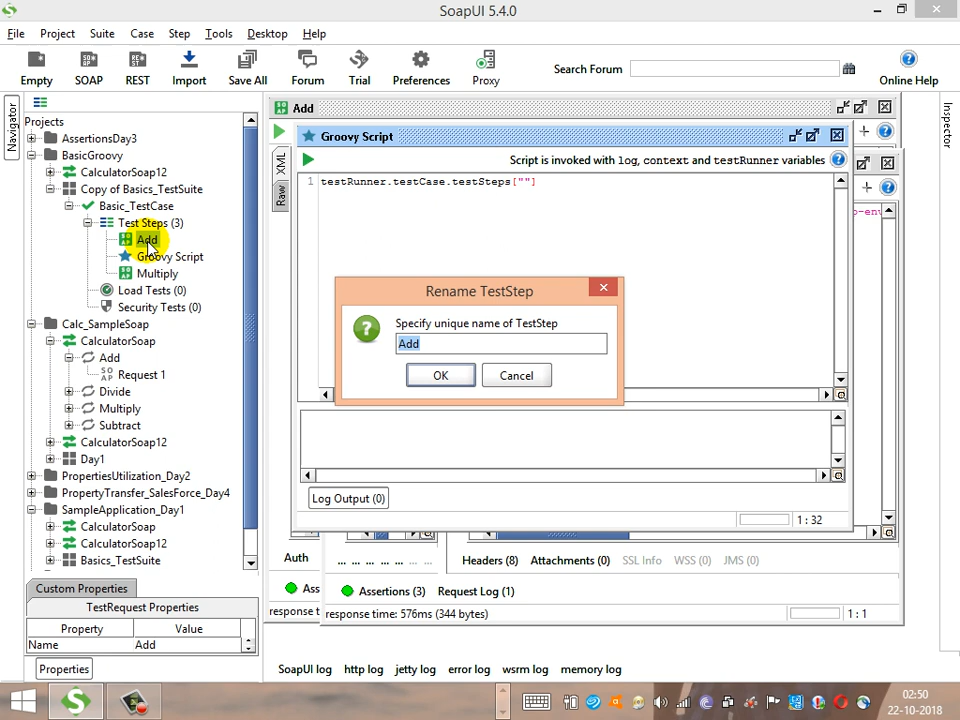 SoapUI 5.4.0
File Project Suite Case Step Tools Desktop Help
Empty SOAP REST Import Save All Forum Trial Preferences Proxy Search Forum Online Help
Navigator
Inspector
Projects
AssertionsDay3
BasicGroovy
CalculatorSoap12
Copy of Basics_TestSuite
Basic_TestCase
Test Steps (3)
Add
Groovy Script
Multiply
Load Tests (0)
Security Tests (0)
Calc_SampleSoap
CalculatorSoap
Add
Request 1
Divide
Multiply
Subtract
CalculatorSoap12
Day1
PropertiesUtilization_Day2
PropertyTransfer_SalesForce_Day4
SampleApplication_Day1
CalculatorSoap
CalculatorSoap12
Basics_TestSuite
Custom Properties
TestRequest Properties
Property Value
Name Add
Properties
Add
XML
Raw
Groovy Script
Script is invoked with log, context and testRunner variables
1 testRunner.testCase.testSteps[""]
Rename TestStep
Specify unique name of TestStep
Add
OK Cancel
Log Output (0)
1 : 32
Auth
... ... ... ... ... ...
Headers (8) Attachments (0) SSL Info WSS (0) JMS (0)
Ass
Assertions (3) Request Log (1)
response t
response time: 576ms (344 bytes)
1 : 1
SoapUI log http log jetty log error log wsrm log memory log
02:50
22-10-2018